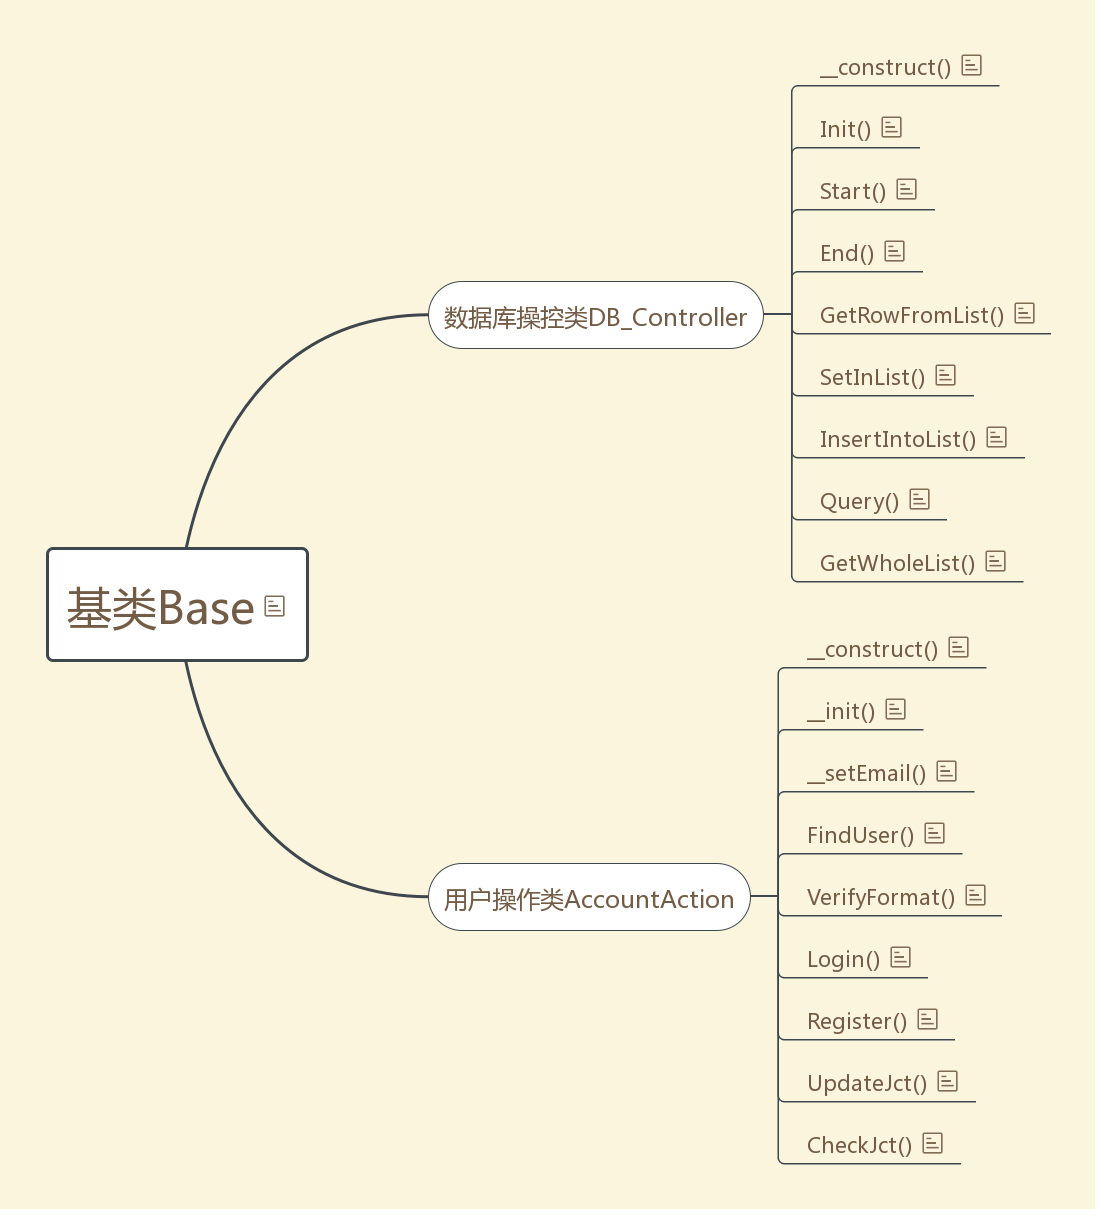 __construct()
Init()
Start()
End()
数据库操控类DB_Controller
GetRowFromList()
SetInList()
InsertIntoList()
Query()
GetWholeList()
基类Base
__construct()
__init()
__setEmail()
FindUser()
用户操作类AccountAction
VerifyFormat()
Login()
Register()
UpdateJct()
CheckJct()